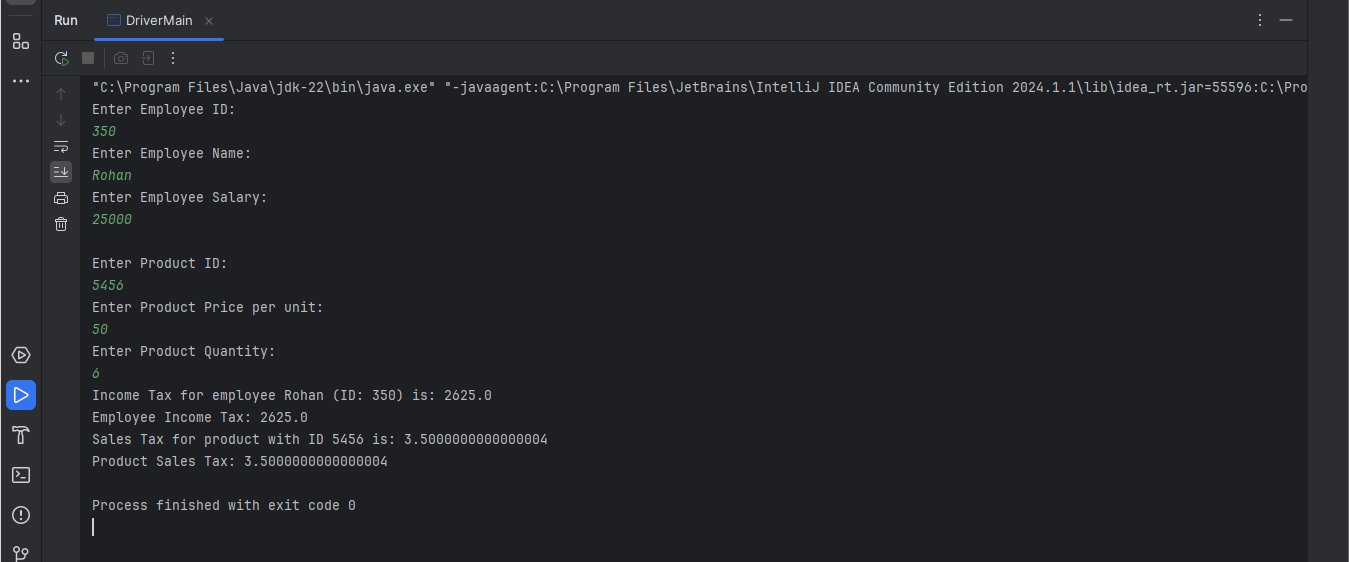 Run DriverMain
"C:\Program Files\Java\jdk-22\bin\java.exe" "-javaagent:C:\Program Files\JetBrains\IntelliJ IDEA Community Edition 2024.1.1\lib\idea_rt.jar=55596:C:\Pro
Enter Employee ID:
350
Enter Employee Name:
Rohan
Enter Employee Salary:
25000
Enter Product ID:
5456
Enter Product Price per unit:
50
Enter Product Quantity:
6
Income Tax for employee Rohan (ID: 350) is: 2625.0
Employee Income Tax: 2625.0
Sales Tax for product with ID 5456 is: 3.5000000000000004
Product Sales Tax: 3.5000000000000004
Process finished with exit code 0